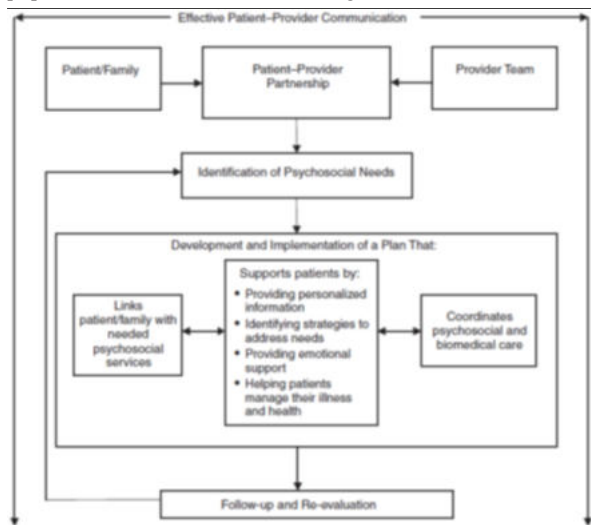 Effective Patient–Provider Communication
Patient/Family
Patient–Provider
Partnership
Provider Team
Identification of Psychosocial Needs
Development and Implementation of a Plan That:
Links
patient/family with
needed
psychosocial
services
Supports patients by:
• Providing personalized
information
• Identifying strategies to
address needs
• Providing emotional
support
• Helping patients
manage their illness
and health
Coordinates
psychosocial and
biomedical care
Follow-up and Re-evaluation